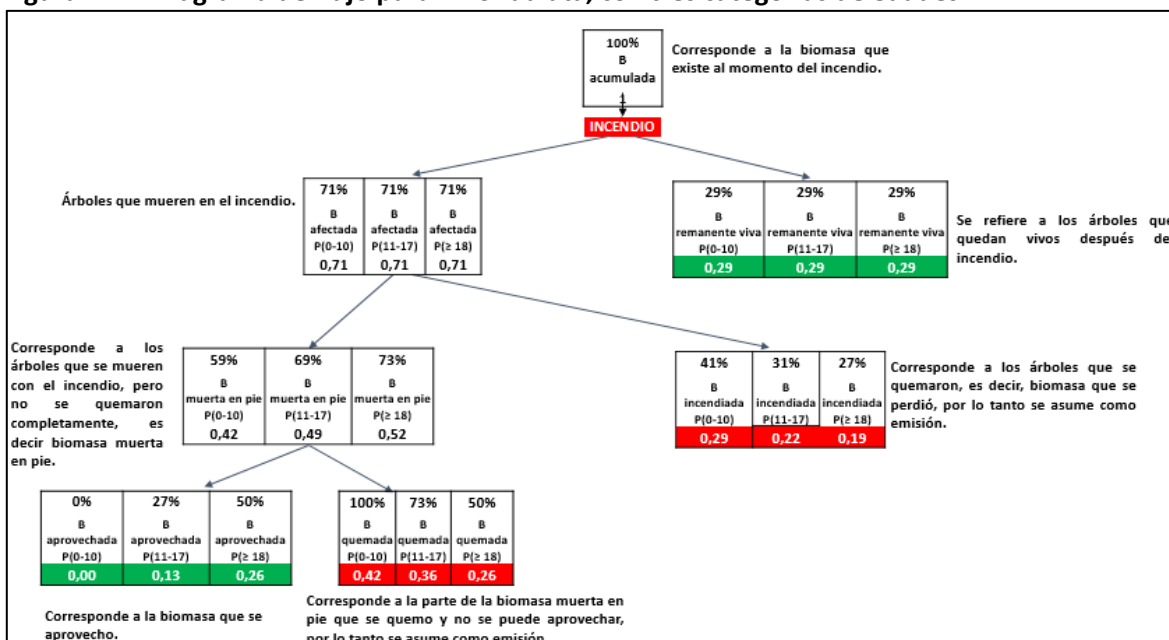 100%
B
acumulada
1
Corresponde a la biomasa que
existe al momento del incendio.
INCENDIO
Árboles que mueren en el incendio.
71% 71% 71%
B B B
afectada afectada afectada
P(0-10) P(11-17) P(≥ 18)
0,71 0,71 0,71
29% 29% 29%
B B B
remanente viva remanente viva remanente viva
P(0-10) P(11-17) P(≥ 18)
0,29 0,29 0,29
Se refiere a los árboles que
quedan vivos después de
incendio.
Corresponde a los
árboles que se mueren
con el incendio, pero
no se quemaron
completamente, es
decir biomasa muerta
en pie.
59% 69% 73%
B B B
muerta en pie muerta en pie muerta en pie
P(0-10) P(11-17) P(≥ 18)
0,42 0,49 0,52
41% 31% 27%
B B B
incendiada incendiada incendiada
P(0-10) P(11-17) P(≥ 18)
0,29 0,22 0,19
Corresponde a los árboles que se
quemaron, es decir, biomasa que se
perdió, por lo tanto se asume como
emisión.
0% 27% 50%
B B B
aprovechada aprovechada aprovechada
P(0-10) P(11-17) P(≥ 18)
0,00 0,13 0,26
100% 73% 50%
B B B
quemada quemada quemada
P(0-10) P(11-17) P(≥ 18)
0,42 0,36 0,26
Corresponde a la biomasa que se
aprovecho.
Corresponde a la parte de la biomasa muerta en
pie que se quemo y no se puede aprovechar,
por lo tanto se asume como emisión